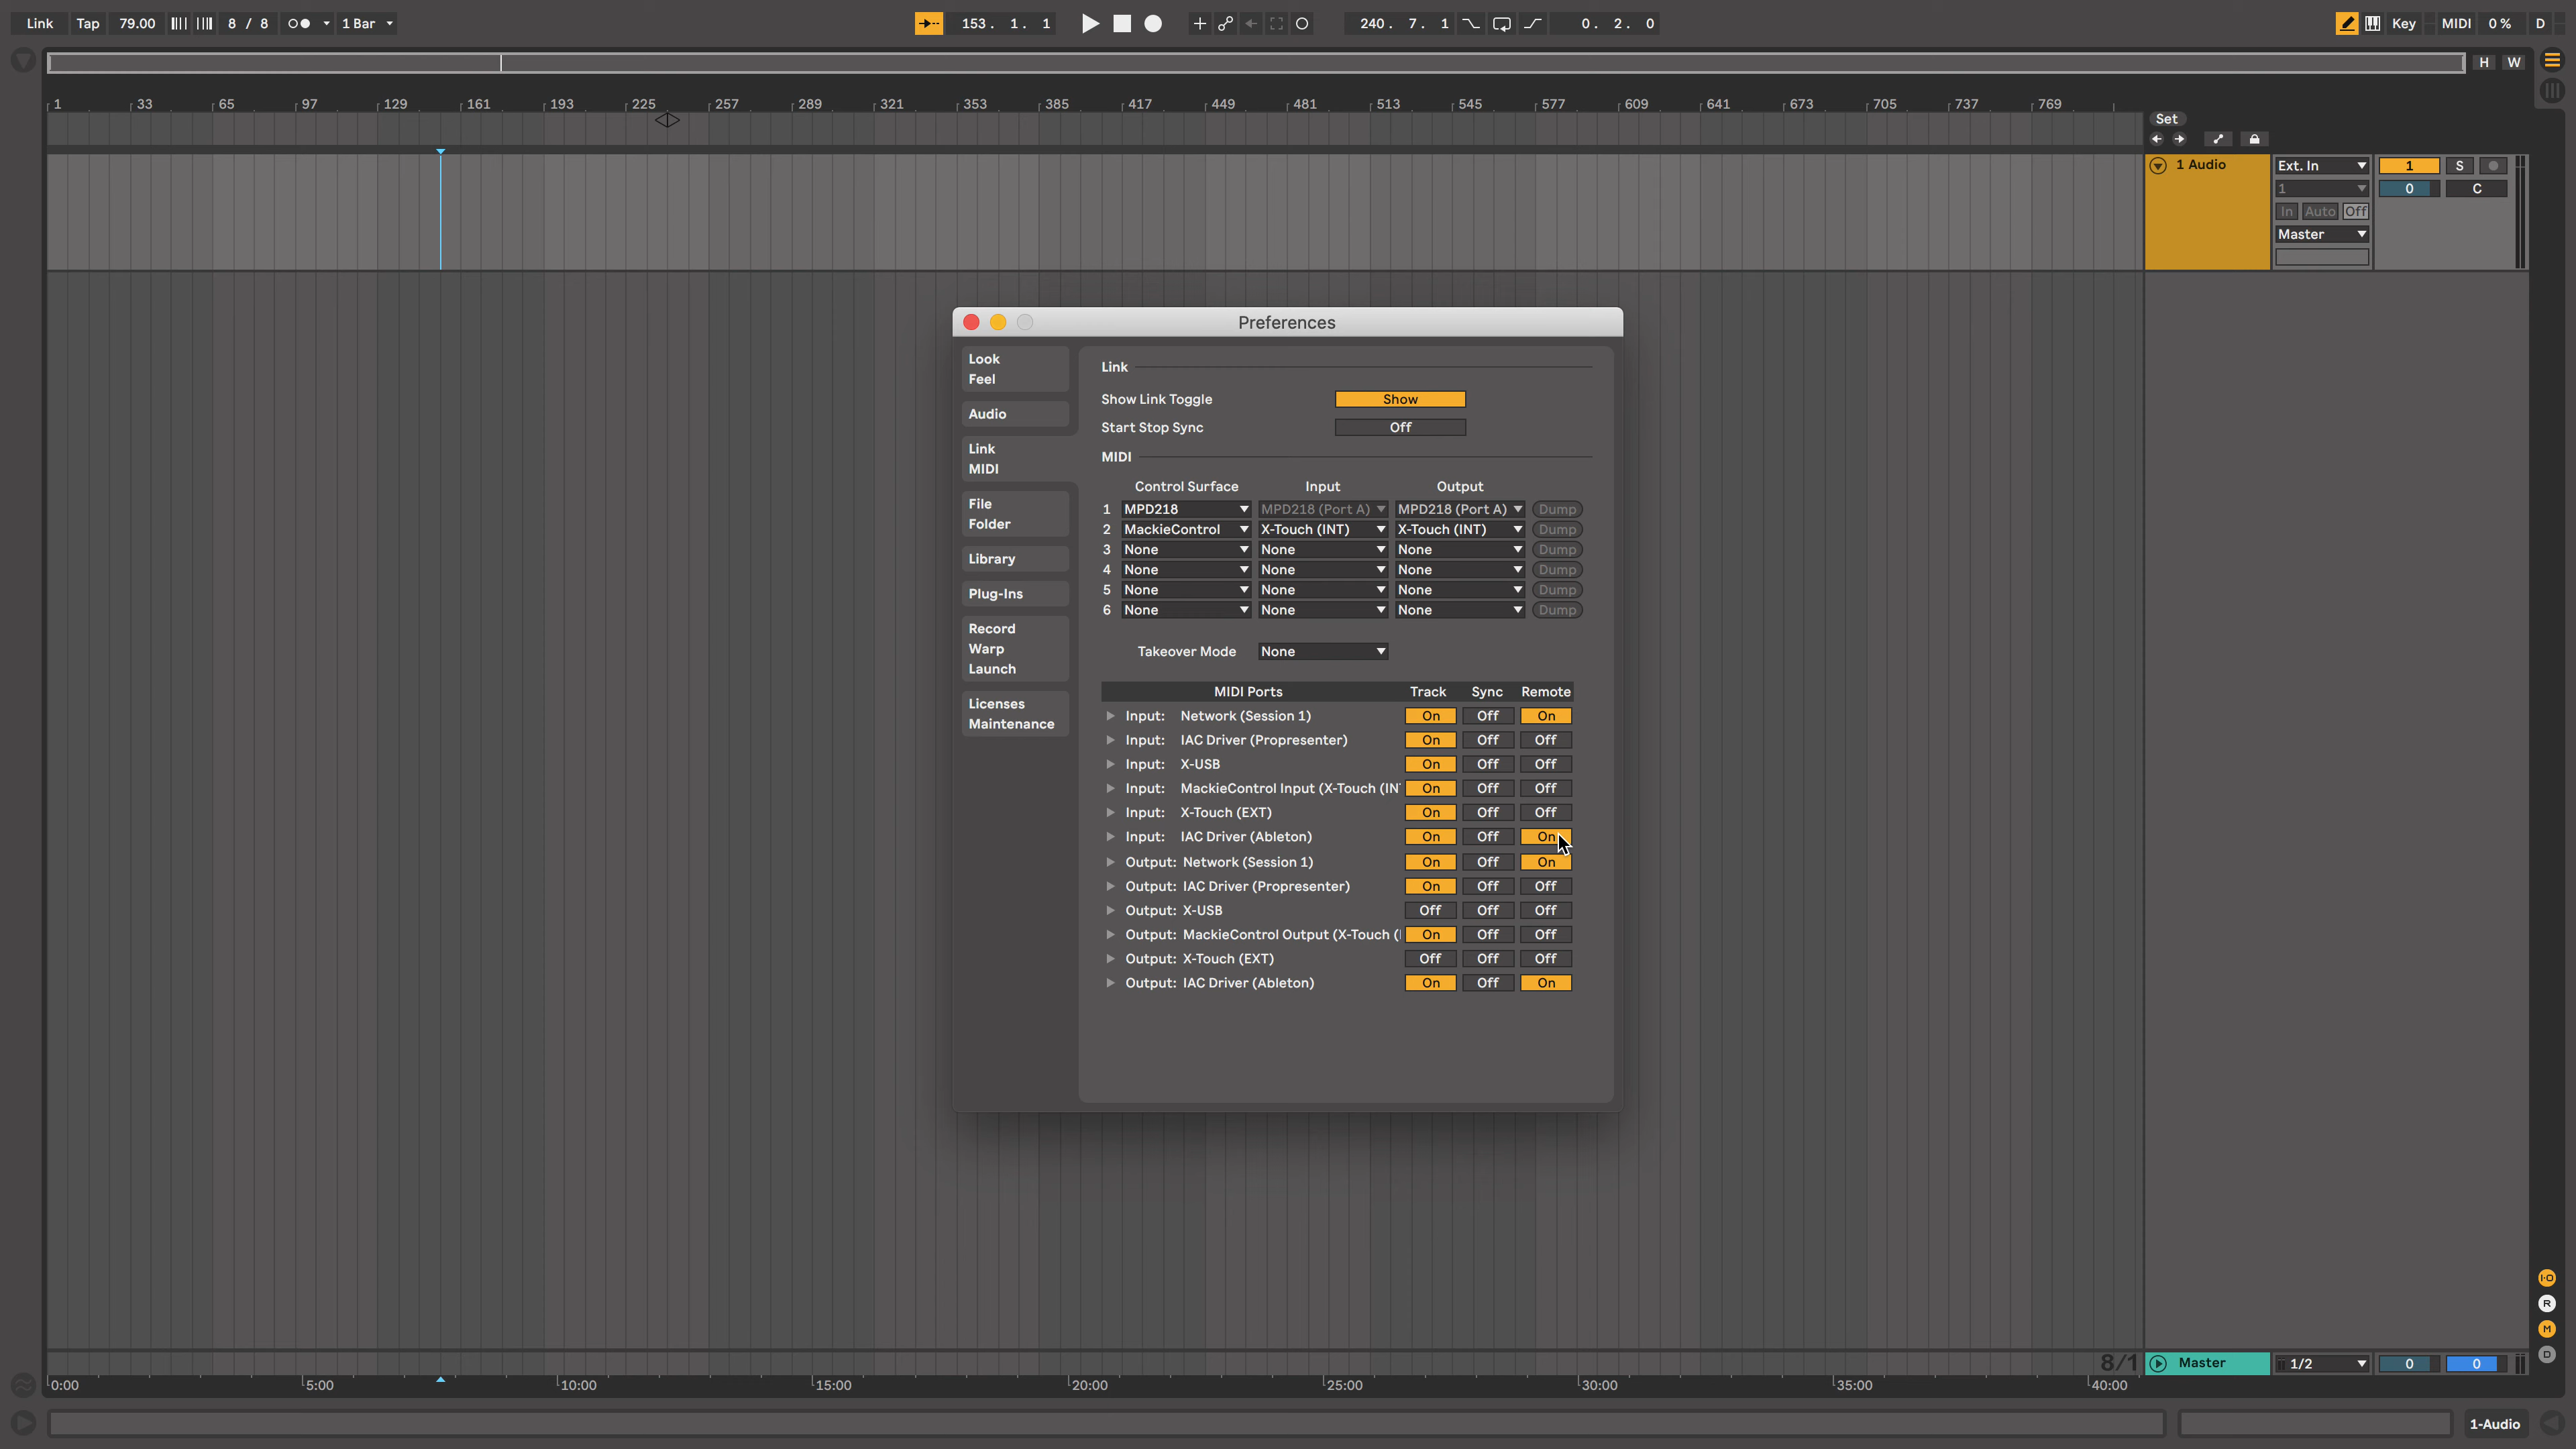 Link Tap 79.00 8 / 8 1 Bar 153. 1. 1 240. 7. 1 0. 2. 0 Key MIDI 0 % D
H W
1 33 65 97 129 161 193 225 257 289 321 353 385 417 449 481 513 545 577 609 641 673 705 737 769
Set
1 Audio Ext. In 1 S
1 0 C
In Auto Off
Master
Preferences
Look
Feel
Audio
Link
MIDI
File
Folder
Library
Plug-Ins
Record
Warp
Launch
Licenses
Maintenance
Link
Show Link Toggle Show
Start Stop Sync Off
MIDI
Control Surface Input Output
1 MPD218 MPD218 (Port A) MPD218 (Port A) Dump
2 MackieControl X-Touch (INT) X-Touch (INT) Dump
3 None None None Dump
4 None None None Dump
5 None None None Dump
6 None None None Dump
Takeover Mode None
MIDI Ports Track Sync Remote
Input: Network (Session 1) On Off On
Input: IAC Driver (Propresenter) On Off Off
Input: X-USB On Off Off
Input: MackieControl Input (X-Touch (IN On Off Off
Input: X-Touch (EXT) On Off Off
Input: IAC Driver (Ableton) On Off On
Output: Network (Session 1) On Off On
Output: IAC Driver (Propresenter) On Off Off
Output: X-USB Off Off Off
Output: MackieControl Output (X-Touch ( On Off Off
Output: X-Touch (EXT) Off Off Off
Output: IAC Driver (Ableton) On Off On
I·O
R
M
D
8/1 Master 1/2 0 0
0:00 5:00 10:00 15:00 20:00 25:00 30:00 35:00 40:00
1-Audio